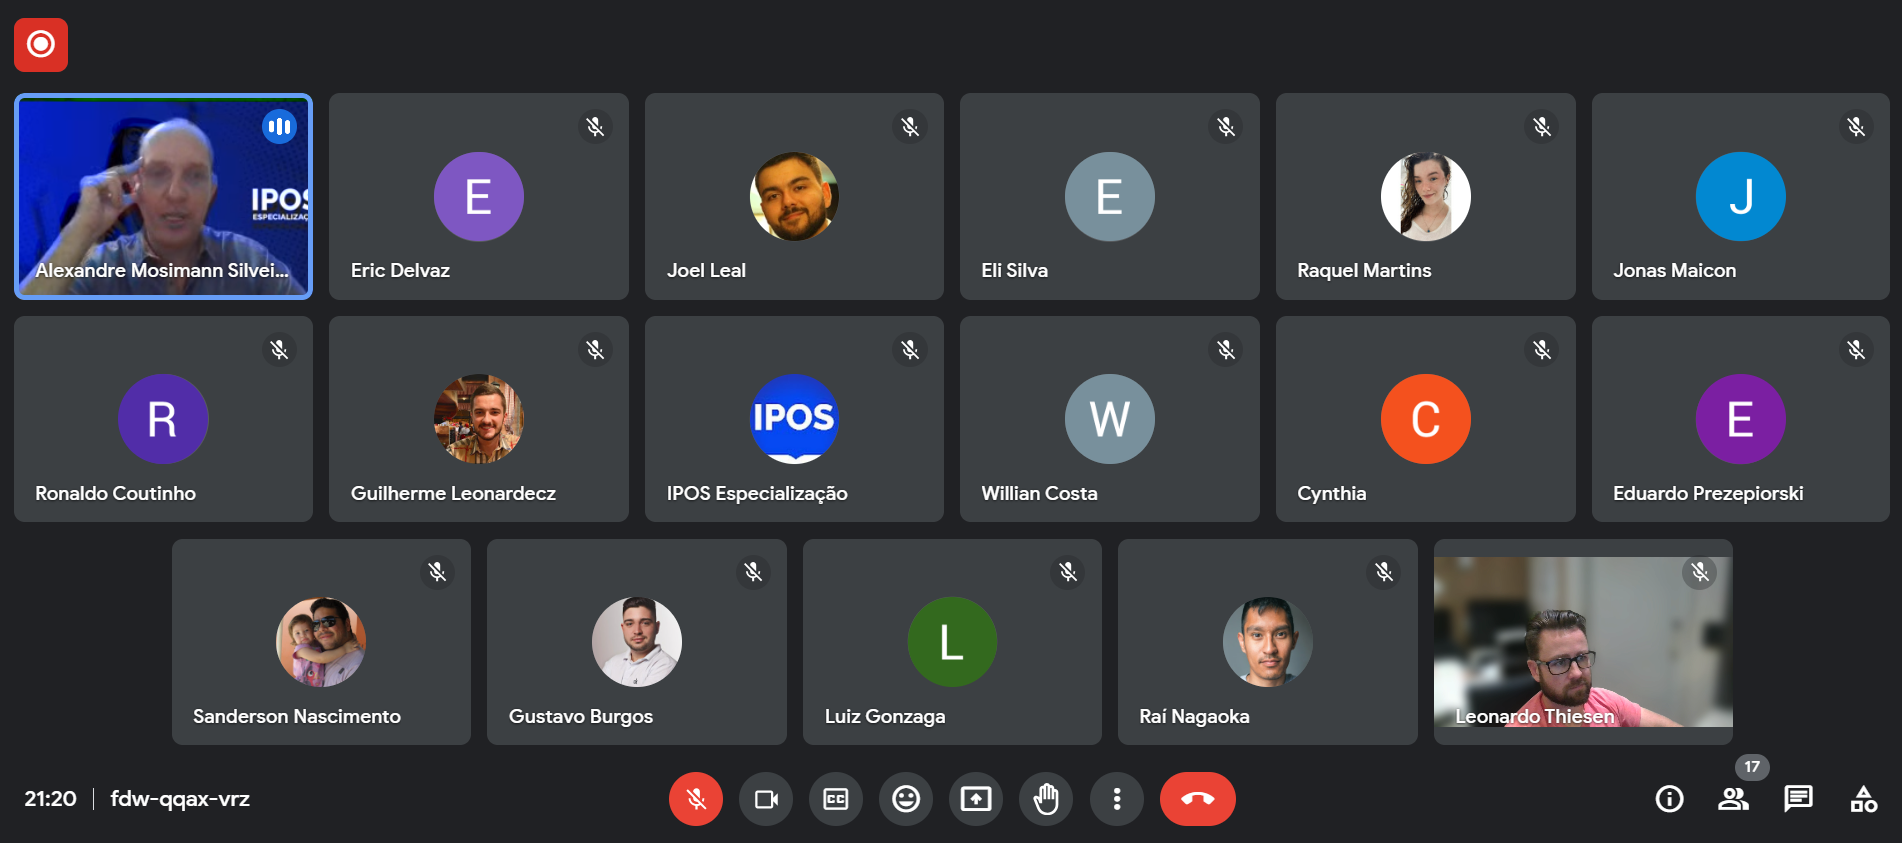 IPOS
ESPECIALIZAÇ
Alexandre Mosimann Silvei...
E
Eric Delvaz
Joel Leal
E
Eli Silva
Raquel Martins
J
Jonas Maicon
R
Ronaldo Coutinho
Guilherme Leonardecz
IPOS
IPOS Especialização
W
Willian Costa
C
Cynthia
E
Eduardo Prezepiorski
Sanderson Nascimento
Gustavo Burgos
L
Luiz Gonzaga
Raí Nagaoka
Leonardo Thiesen
21:20 | fdw-qqax-vrz
CC
17